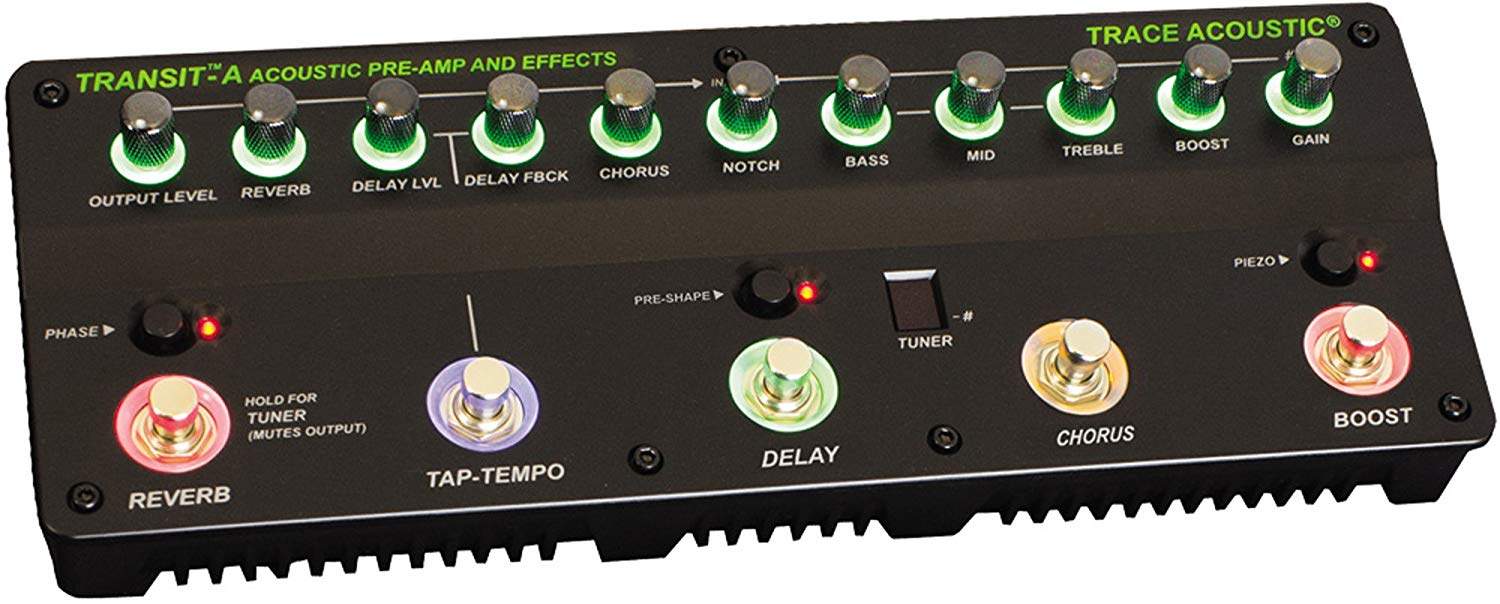 TRANSIT™-A ACOUSTIC PRE-AMP AND EFFECTS
TRACE ACOUSTIC®
IN
#
OUTPUT LEVEL
REVERB
DELAY LVL
DELAY FBCK
CHORUS
NOTCH
BASS
MID
TREBLE
BOOST
GAIN
PHASE
PRE-SHAPE
-#
TUNER
PIEZO
HOLD FOR
TUNER
(MUTES OUTPUT)
REVERB
TAP-TEMPO
DELAY
CHORUS
BOOST